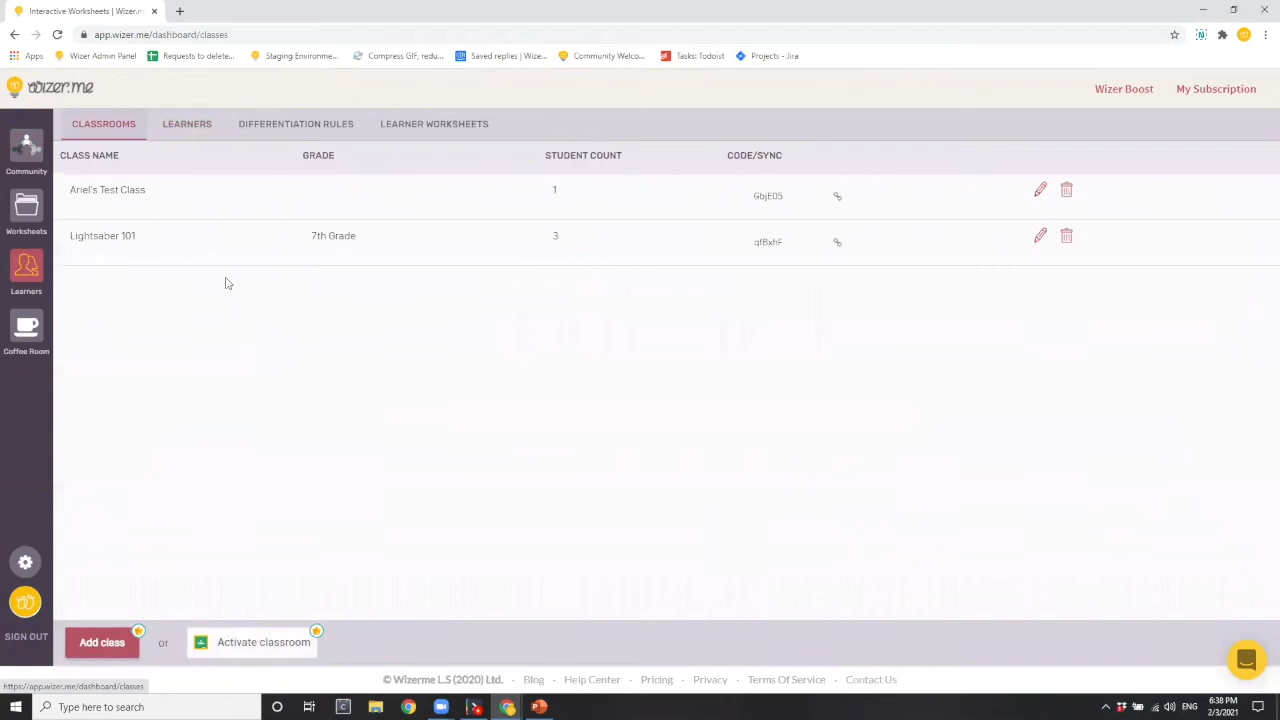 Interactive Worksheets | Wizer.m
app.wizer.me/dashboard/classes
Apps Wizer Admin Panel Requests to delete... Staging Environme... Compress GIF, redu... Saved replies | Wize... Community Welco... Tasks: Todoist Projects - Jira
wizer.me Wizer Boost My Subscription
CLASSROOMS LEARNERS DIFFERENTIATION RULES LEARNER WORKSHEETS
CLASS NAME GRADE STUDENT COUNT CODE/SYNC
Ariel's Test Class 1 GbjE05
Lightsaber 101 7th Grade 3 qfBxhF
Community
Worksheets
Learners
Coffee Room
SIGN OUT
Add class or Activate classroom
https://app.wizer.me/dashboard/classes
© Wizerme L.S (2020) Ltd. · Blog · Help Center · Pricing · Privacy · Terms Of Service · Contact Us
Type here to search
ENG
6:38 PM
2/3/2021